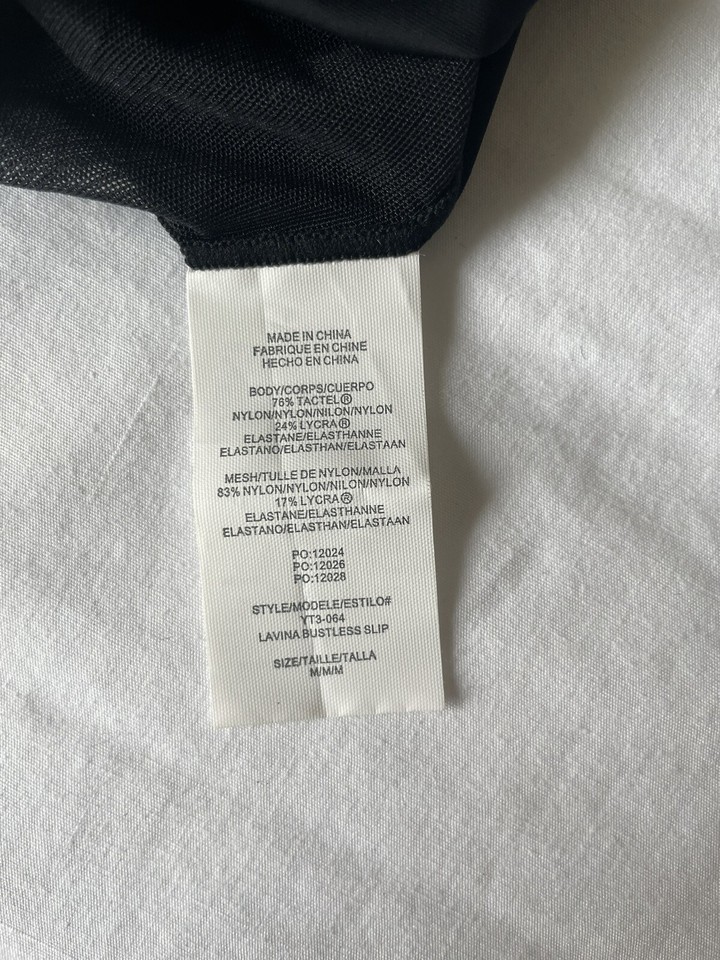 MADE IN CHINA
FABRIQUE EN CHINE
HECHO EN CHINA
BODY/CORPS/CUERPO
76% TACTEL®
NYLON/NYLON/NILON/NYLON
24% LYCRA®
ELASTANE/ELASTHANNE
ELASTANO/ELASTHAN/ELASTAAN
MESH/TULLE DE NYLON/MALLA
83% NYLON/NYLON/NILON/NYLON
17% LYCRA®
ELASTANE/ELASTHANNE
ELASTANO/ELASTHAN/ELASTAAN
PO:12024
PO:12026
PO:12028
STYLE/MODELE/ESTILO#
YT3-064
LAVINA BUSTLESS SLIP
SIZE/TAILLE/TALLA
M/M/M